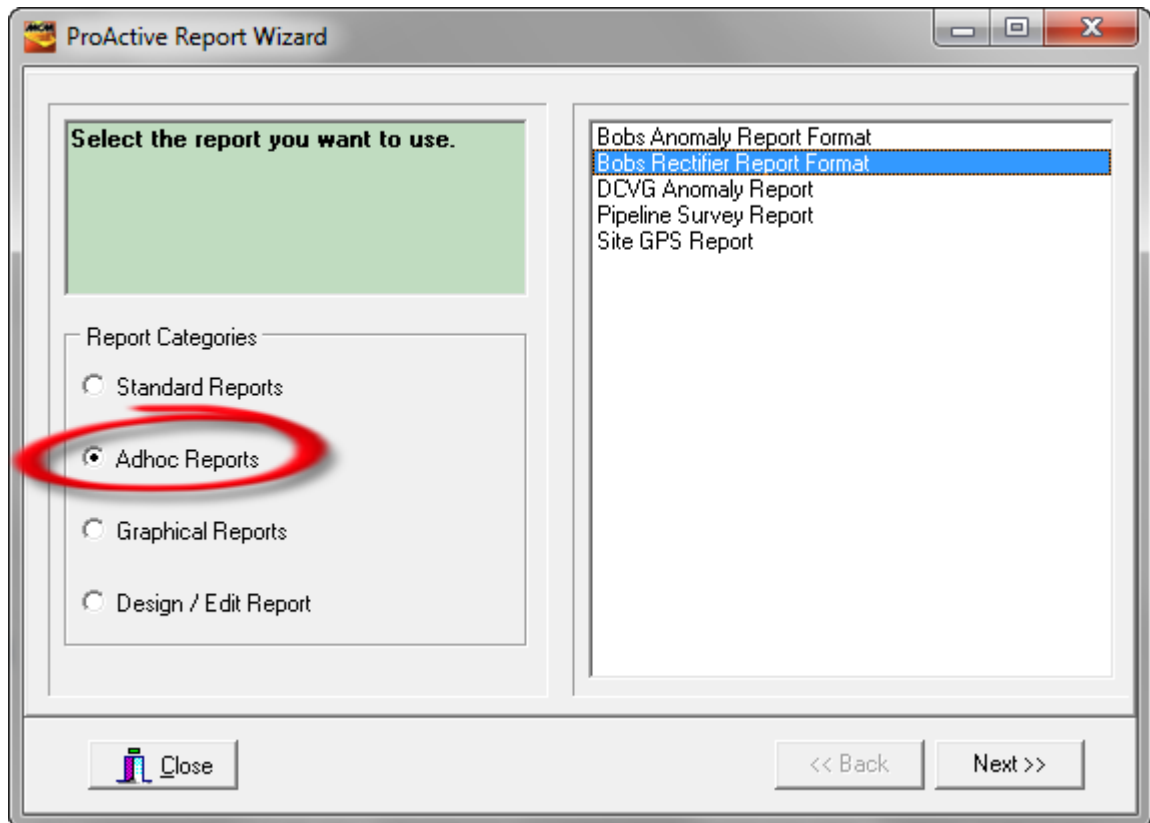 MCM
ProActive Report Wizard
Select the report you want to use.
Report Categories
Standard Reports
Adhoc Reports
Graphical Reports
Design / Edit Report
Bobs Anomaly Report Format
Bobs Rectifier Report Format
DCVG Anomaly Report
Pipeline Survey Report
Site GPS Report
Close
<< Back
Next >>